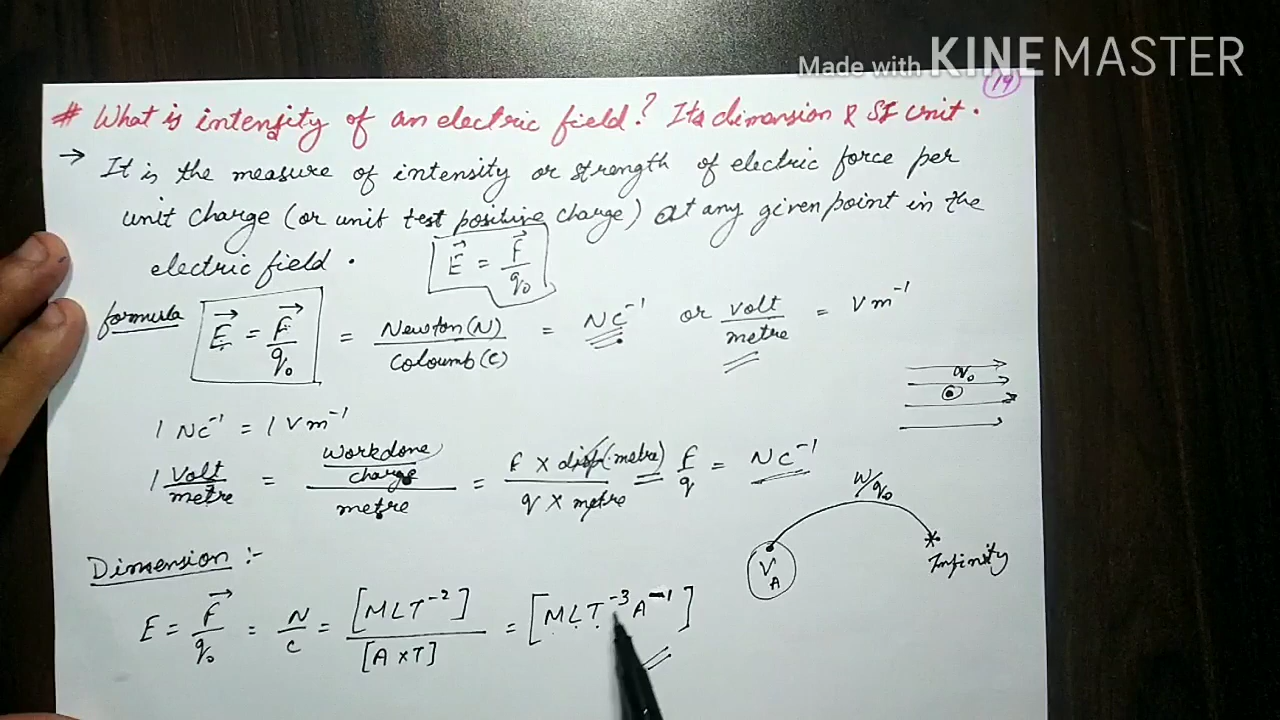 Made with KINEMASTER
19
# What is intensity of an electric field? Its dimension & SI unit.
→ It is the measure of intensity or strength of electric force per
unit charge (or unit test positive charge) at any given point in the
electric field. E⃗ = F⃗/q₀
formula E⃗ = F⃗/q₀ = Newton(N)/Coloumb(C) = NC⁻¹ or volt/metre = Vm⁻¹
q₀
1 NC⁻¹ = 1 Vm⁻¹
1 Volt/metre = workdone/charge/metre = F × disp(metre)/q × metre = F/q = NC⁻¹
W/q₀
V A
Infinity
Dimension :-
E = F⃗/q₀ = N/C = [MLT⁻²]/[A×T] = [MLT⁻³A⁻¹]